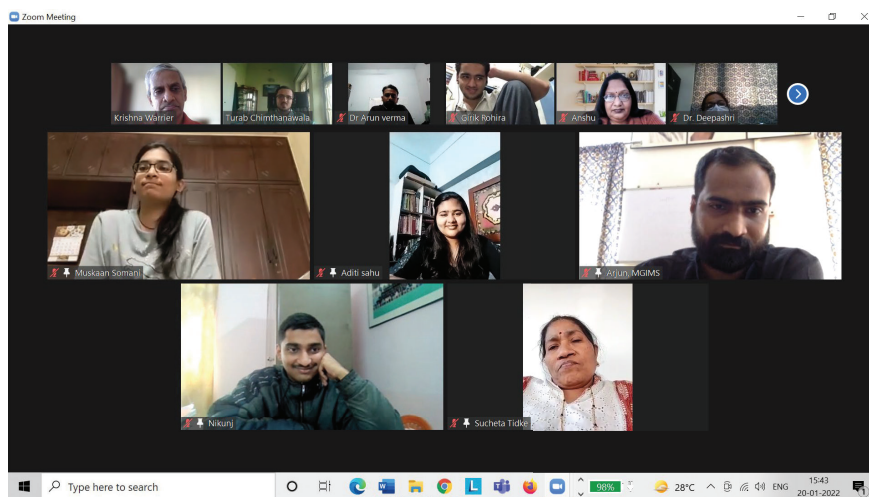 Zoom Meeting
Krishna Warrier
Turab Chimthanawala
Dr Arun verma
Girik Rohira
Anshu
Dr. Deepashri
Muskaan Somani
Aditi sahu
Arjun, MGIMS
Nikunj
Sucheta Tidke
Type here to search
98%
28°C
ENG
15:43
20-01-2022
1